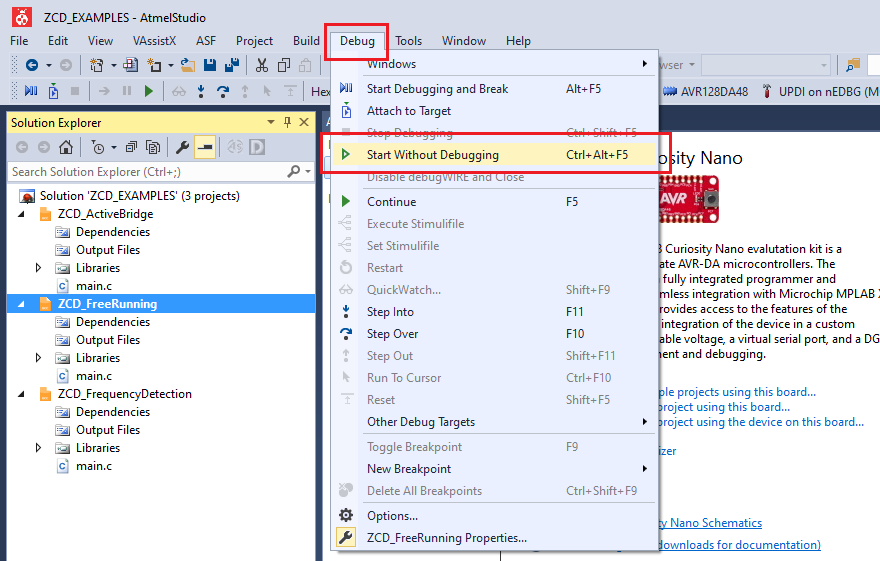 ZCD_EXAMPLES - AtmelStudio
File Edit View VAssistX ASF Project Build Debug Tools Window Help
Hex
AVR128DA48 UPDI on nEDBG (M
Solution Explorer
Search Solution Explorer (Ctrl+;)
Solution 'ZCD_EXAMPLES' (3 projects)
ZCD_ActiveBridge
Dependencies
Output Files
Libraries
main.c
ZCD_FreeRunning
Dependencies
Output Files
Libraries
main.c
ZCD_FrequencyDetection
Dependencies
Output Files
Libraries
main.c
Windows
Start Debugging and Break Alt+F5
Attach to Target
Stop Debugging Ctrl+Shift+F5
Start Without Debugging Ctrl+Alt+F5
Disable debugWIRE and Close
Continue F5
Execute Stimulifile
Set Stimulifile
Restart
QuickWatch... Shift+F9
Step Into F11
Step Over F10
Step Out Shift+F11
Run To Cursor Ctrl+F10
Reset Shift+F5
Other Debug Targets
Toggle Breakpoint F9
New Breakpoint
Delete All Breakpoints Ctrl+Shift+F9
Options...
ZCD_FreeRunning Properties...
osity Nano
AVR
Curiosity Nano evalutation kit is a
ate AVR-DA microcontrollers. The
fully integrated programmer and
mless integration with Microchip MPLAB X
rovides access to the features of the
integration of the device in a custom
able voltage, a virtual serial port, and a DG
ment and debugging.
ple projects using this board...
project using this board...
project using the device on this board...
izer
ty Nano Schematics
downloads for documentation)